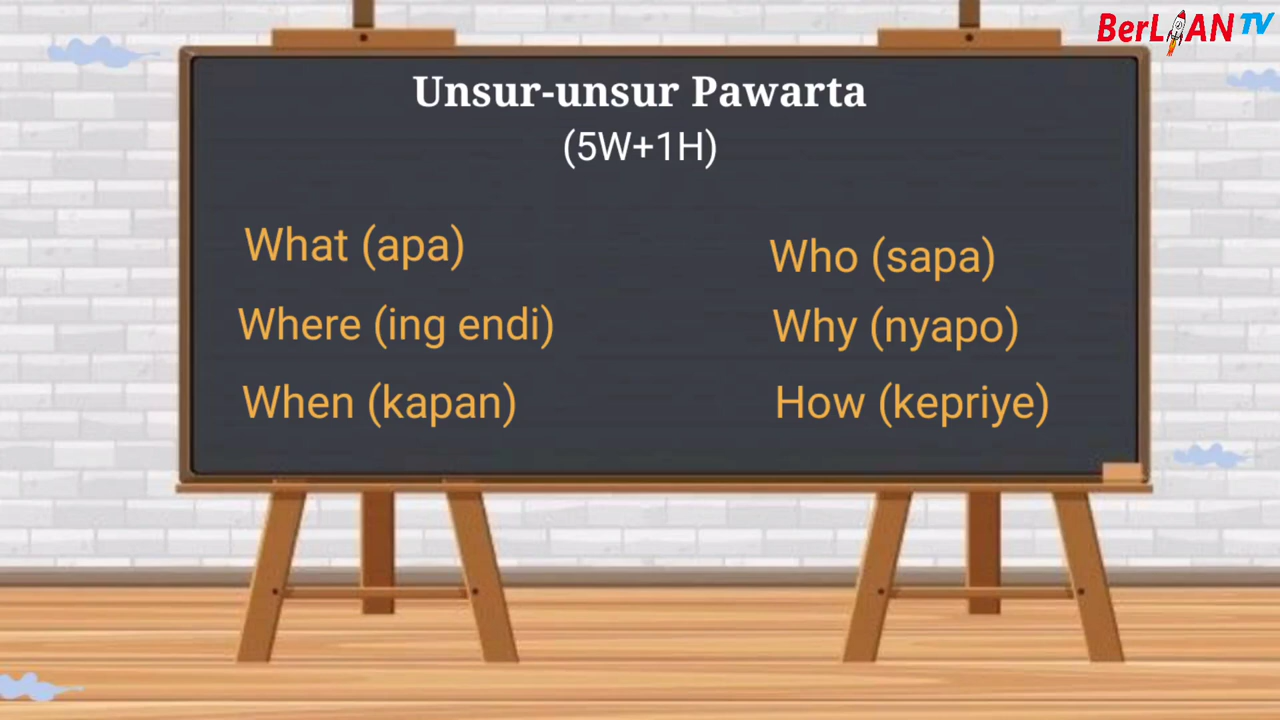 BerLIAN TV
Unsur-unsur Pawarta
(5W+1H)
What (apa)
Where (ing endi)
When (kapan)
Who (sapa)
Why (nyapo)
How (kepriye)